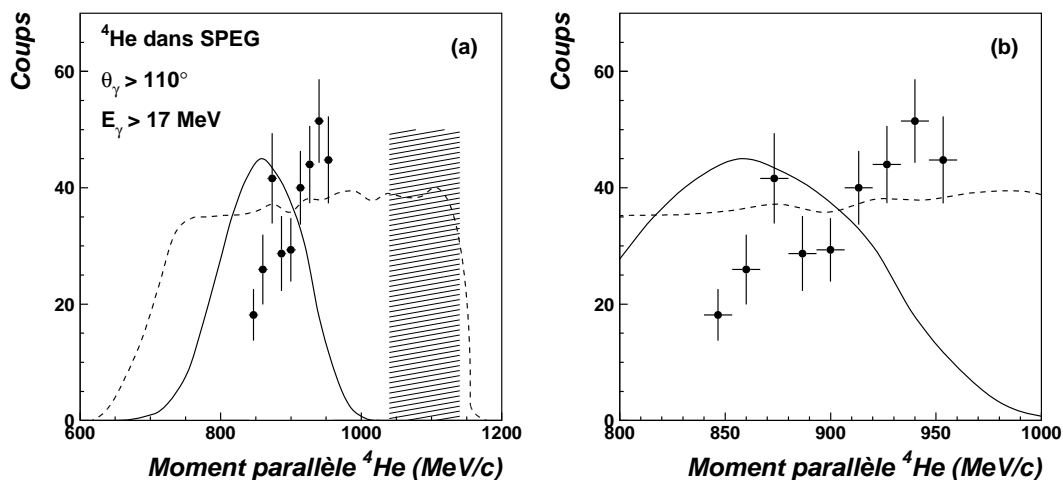 Coups
60
40
20
0
600
800
1000
1200
⁴He dans SPEG
θγ > 110°
Eγ > 17 MeV
(a)
Moment parallèle ⁴He (MeV/c)
Coups
60
40
20
0
800
850
900
950
1000
(b)
Moment parallèle ⁴He (MeV/c)